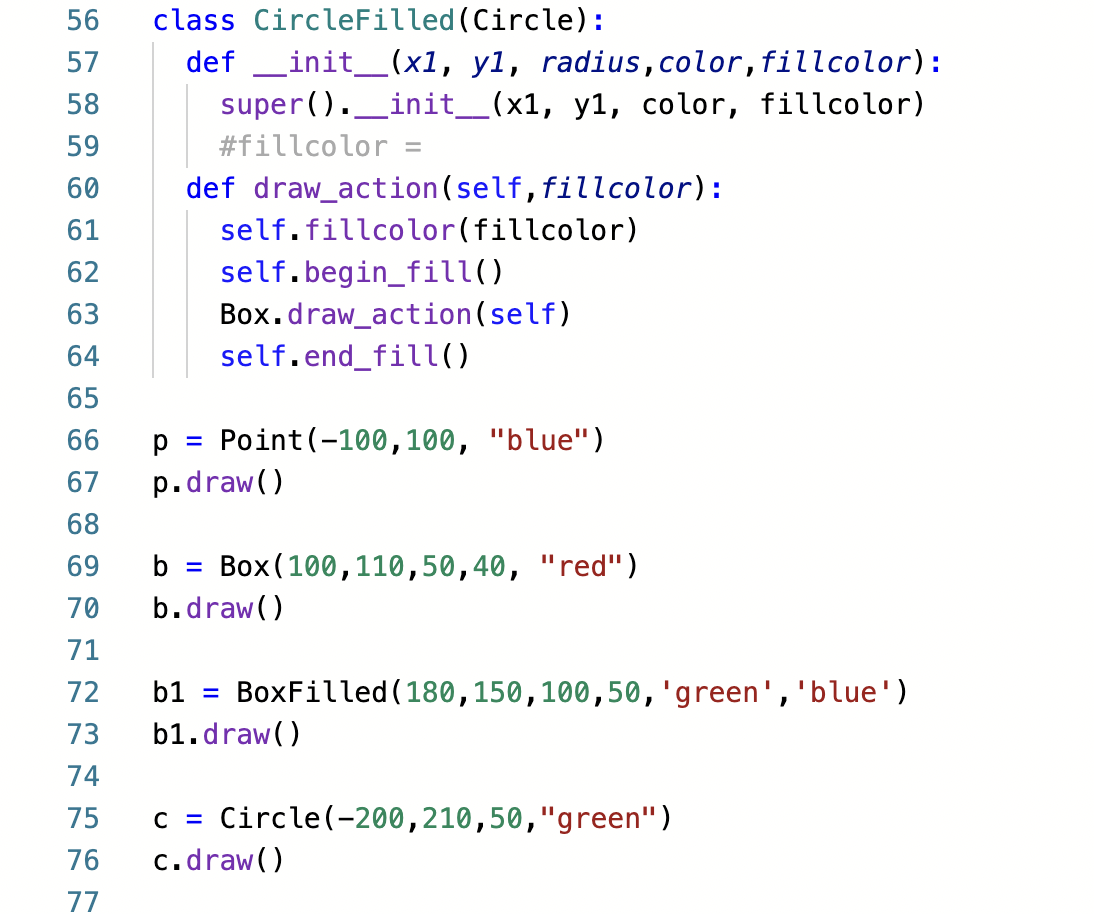 56 class CircleFilled(Circle):
57 def __init__(x1, y1, radius,color,fillcolor):
58 super().__init__(x1, y1, color, fillcolor)
59 #fillcolor =
60 def draw_action(self,fillcolor):
61 self.fillcolor(fillcolor)
62 self.begin_fill()
63 Box.draw_action(self)
64 self.end_fill()
65
66 p = Point(-100,100, "blue")
67 p.draw()
68
69 b = Box(100,110,50,40, "red")
70 b.draw()
71
72 b1 = BoxFilled(180,150,100,50,'green','blue')
73 b1.draw()
74
75 c = Circle(-200,210,50,"green")
76 c.draw()
77